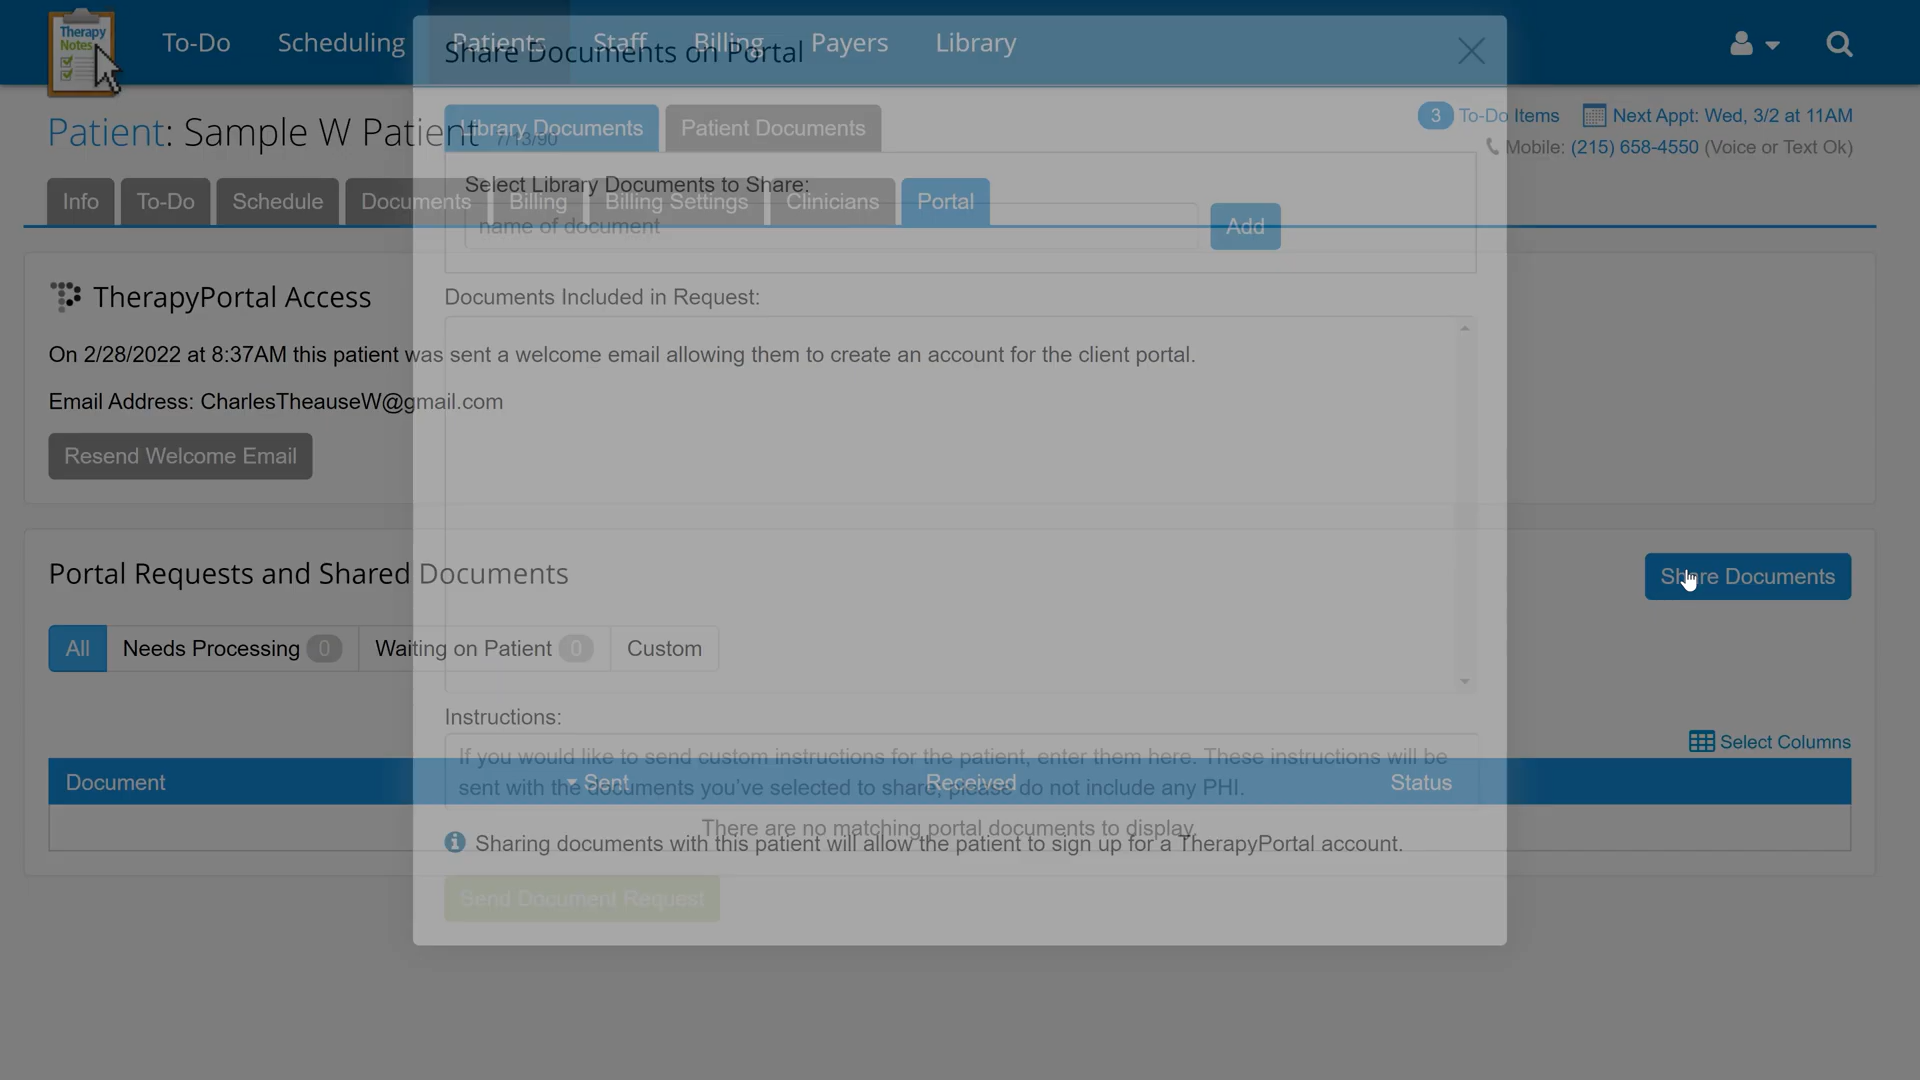 Therapy
Notes
To-Do
Scheduling
Patients
Staff
Billing
Payers
Library
Share Documents on Portal
Patient: Sample W Patient 7/13/90
3 To-Do Items
Next Appt: Wed, 3/2 at 11AM
Mobile: (215) 658-4550 (Voice or Text Ok)
Library Documents
Patient Documents
Select Library Documents to Share:
name of document
Add
Info
To-Do
Schedule
Documents
Billing
Billing Settings
Clinicians
Portal
TherapyPortal Access
Documents Included in Request:
On 2/28/2022 at 8:37AM this patient was sent a welcome email allowing them to create an account for the client portal.
Email Address: CharlesTheauseW@gmail.com
Resend Welcome Email
Portal Requests and Shared Documents
Share Documents
All
Needs Processing 0
Waiting on Patient 0
Custom
Instructions:
If you would like to send custom instructions for the patient, enter them here. These instructions will be
sent with the documents you've selected to share, please do not include any PHI.
Select Columns
Document
Sent
Received
Status
There are no matching portal documents to display.
Sharing documents with this patient will allow the patient to sign up for a TherapyPortal account.
Send Document Request